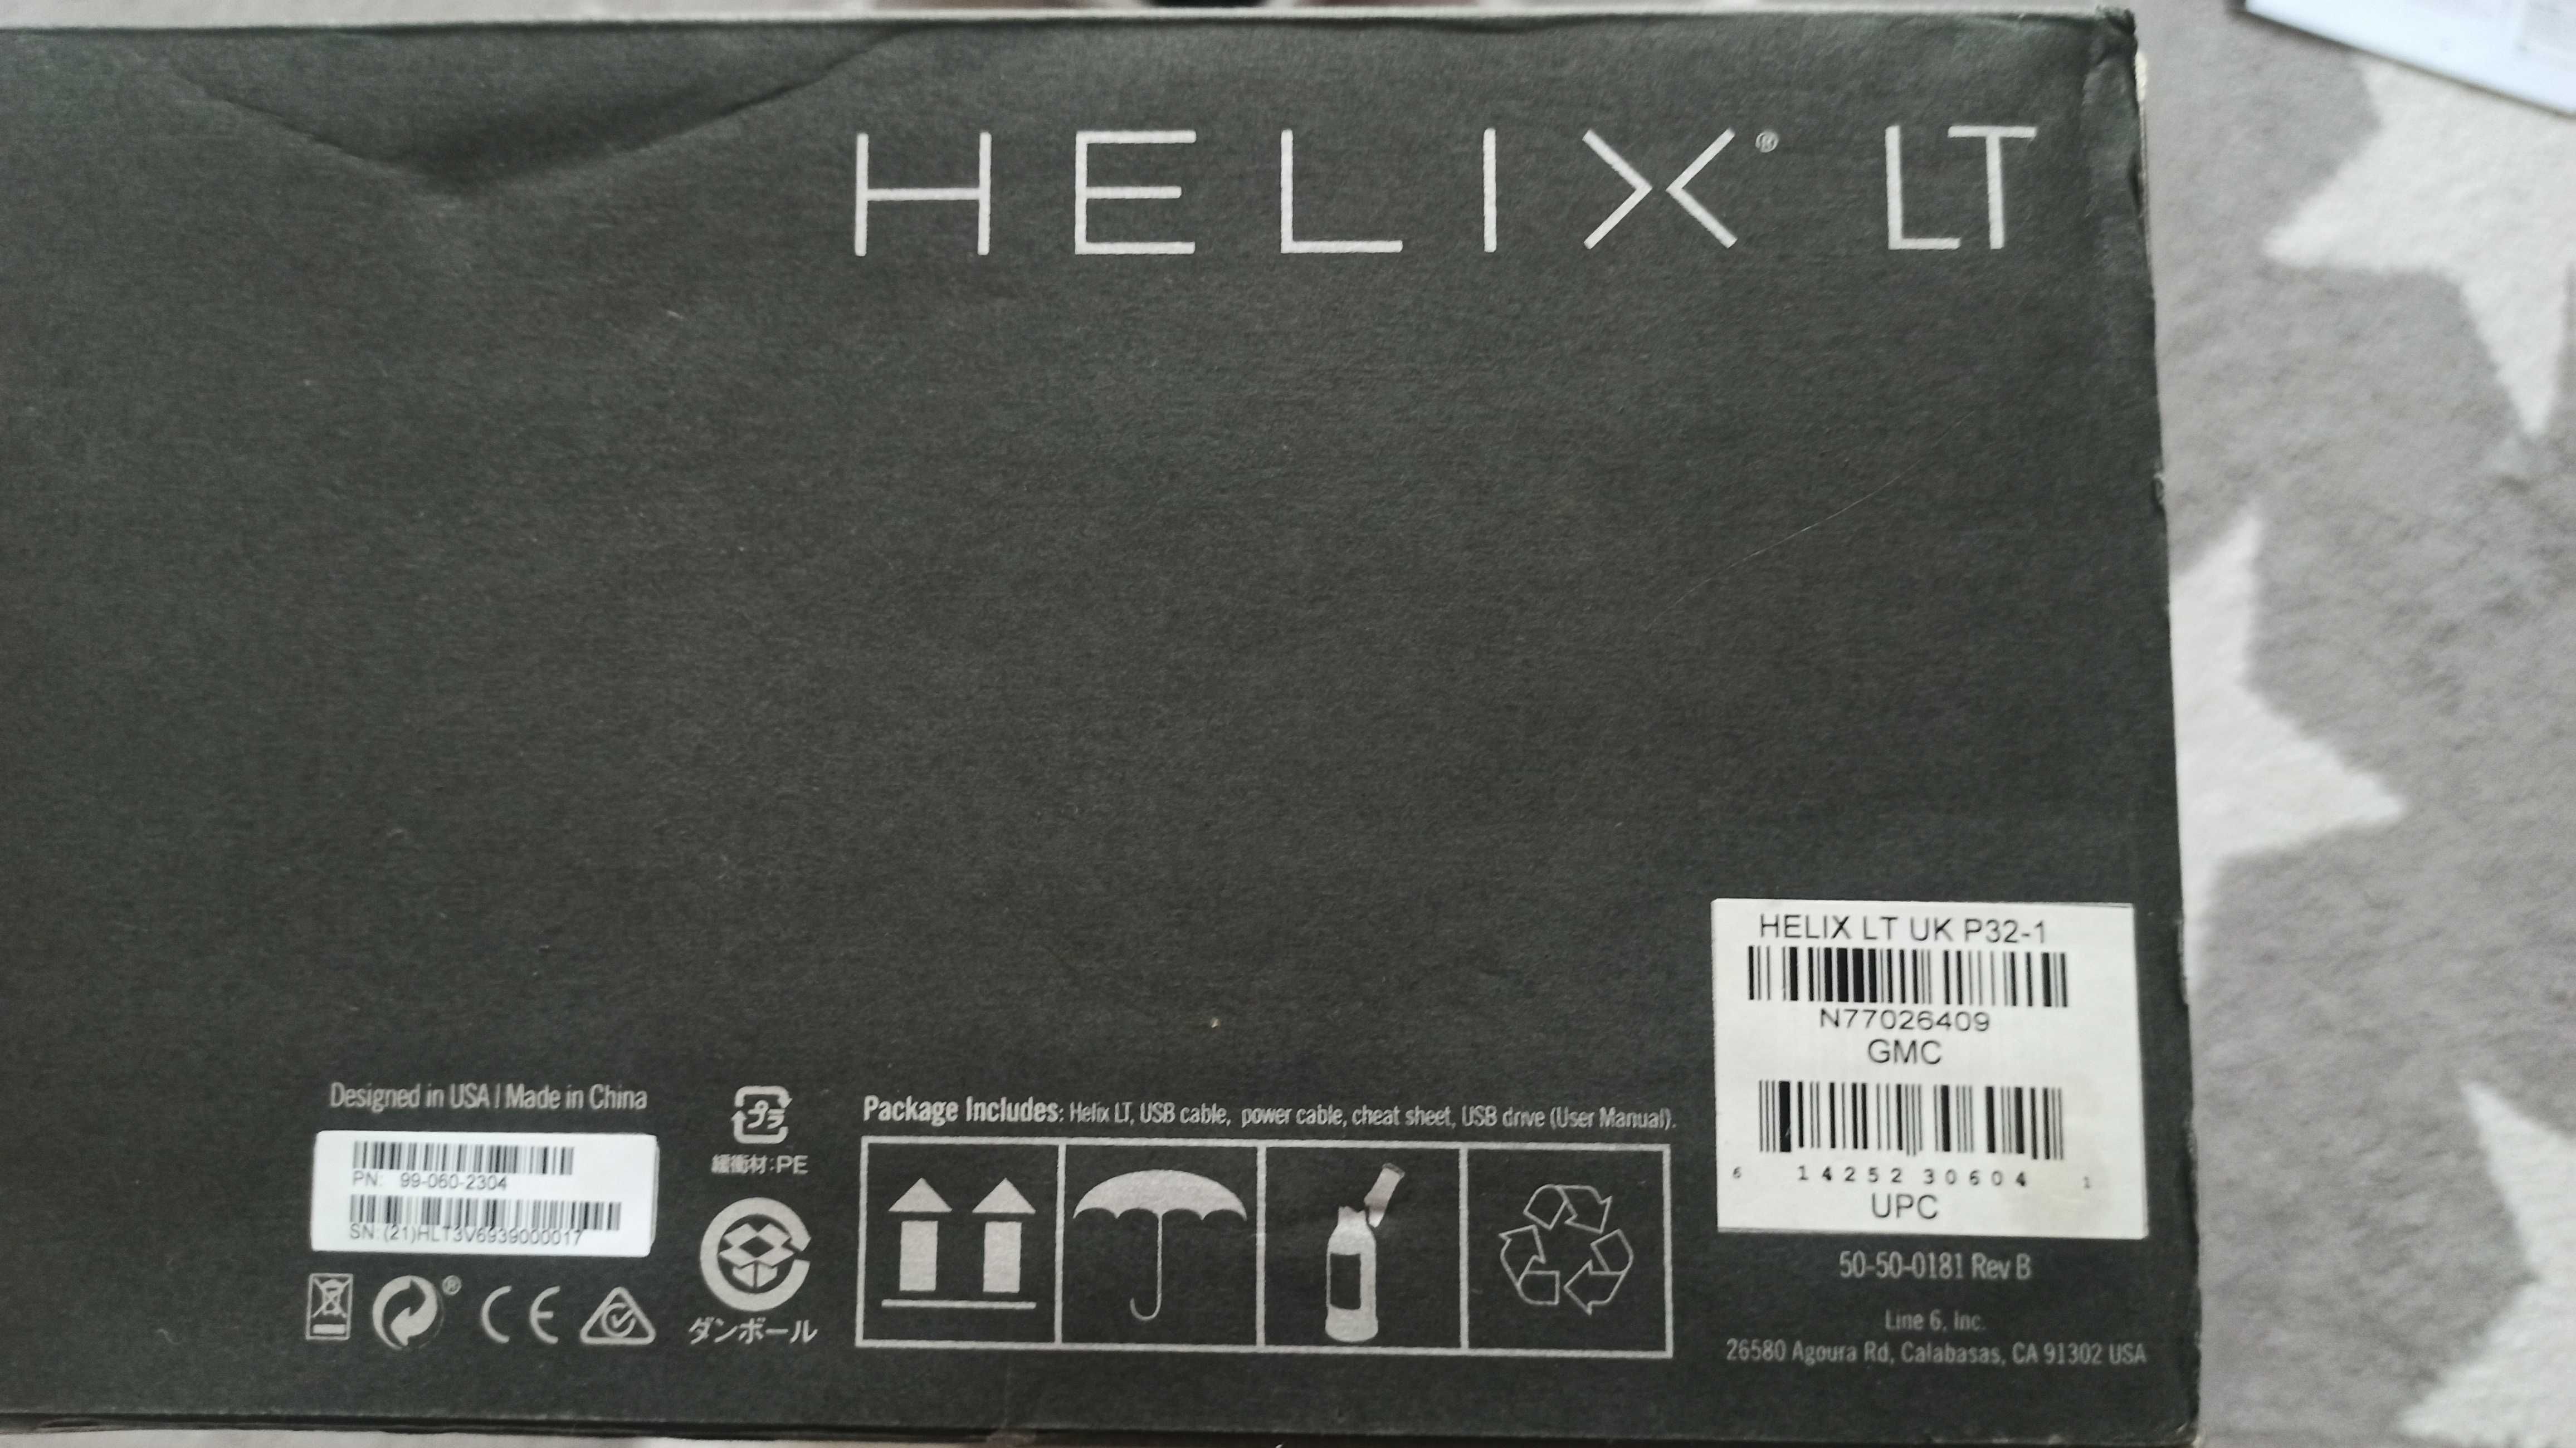 HELIX® LT
HELIX LT UK P32-1
N77026409
GMC
6 14252 30604 1
UPC
50-50-0181 Rev B
Line 6, Inc.
26580 Agoura Rd, Calabasas, CA 91302 USA
Designed in USA | Made in China
PN: 99-060-2304
SN: (21)HLT3V6939000017
CE
プラ
緩衝材:PE
ダンボール
Package Includes: Helix LT, USB cable, power cable, cheat sheet, USB drive (User Manual).